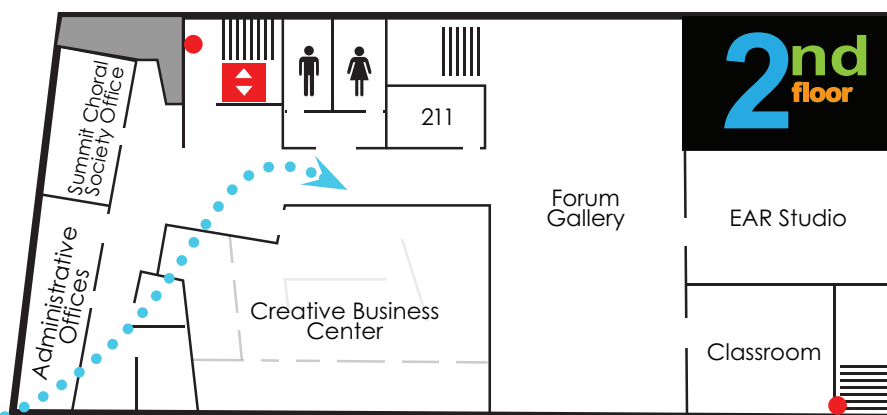 2nd
floor
Summit Choral
Society Office
211
Forum
Gallery
EAR Studio
Administrative
Offices
Creative Business
Center
Classroom